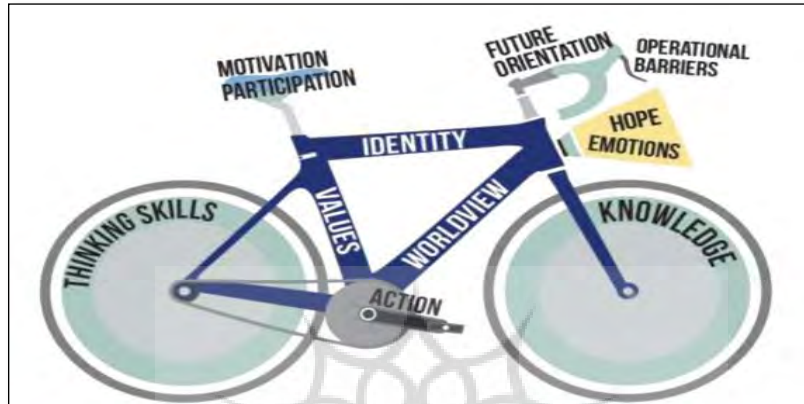 MOTIVATION
PARTICIPATION
FUTURE
ORIENTATION
OPERATIONAL
BARRIERS
HOPE
EMOTIONS
IDENTITY
VALUES
WORLDVIEW
THINKING SKILLS
KNOWLEDGE
ACTION